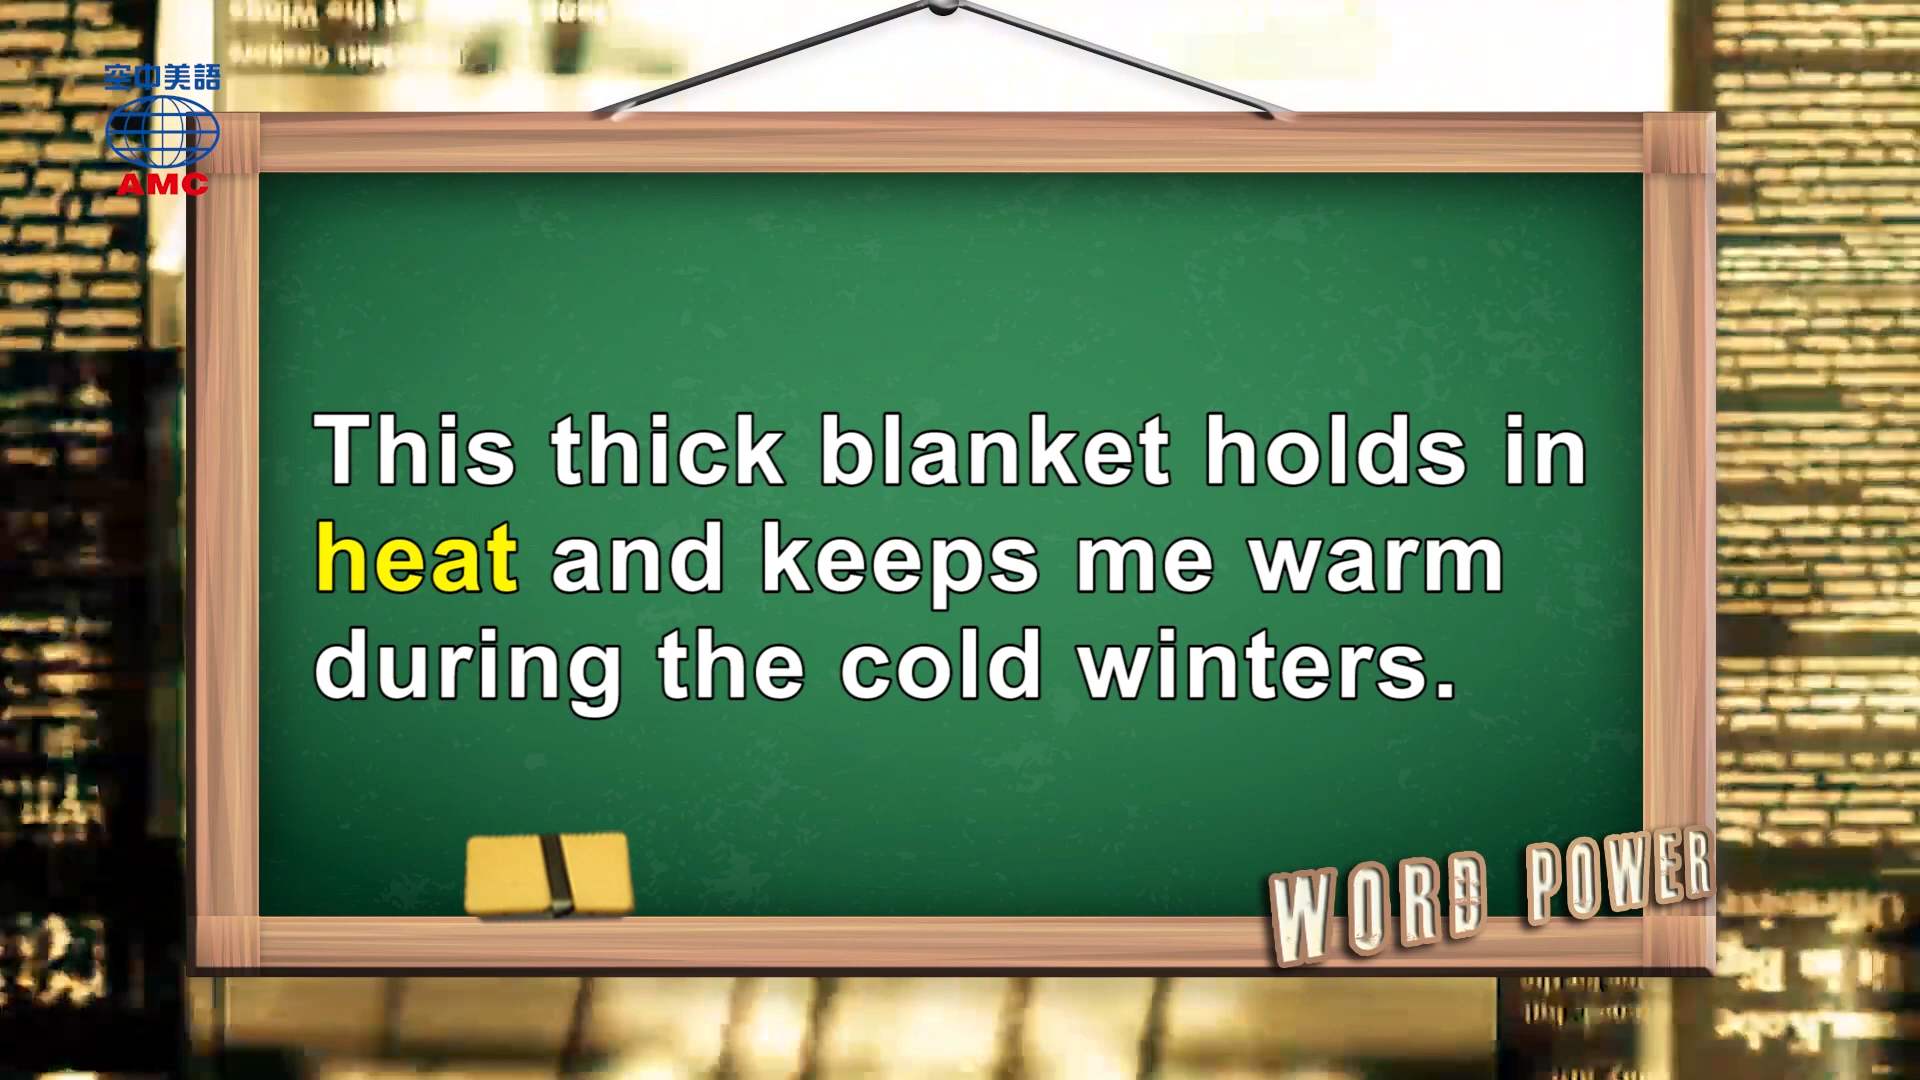 空中美語
AMC
This thick blanket holds in
heat and keeps me warm
during the cold winters.
WORD POWER